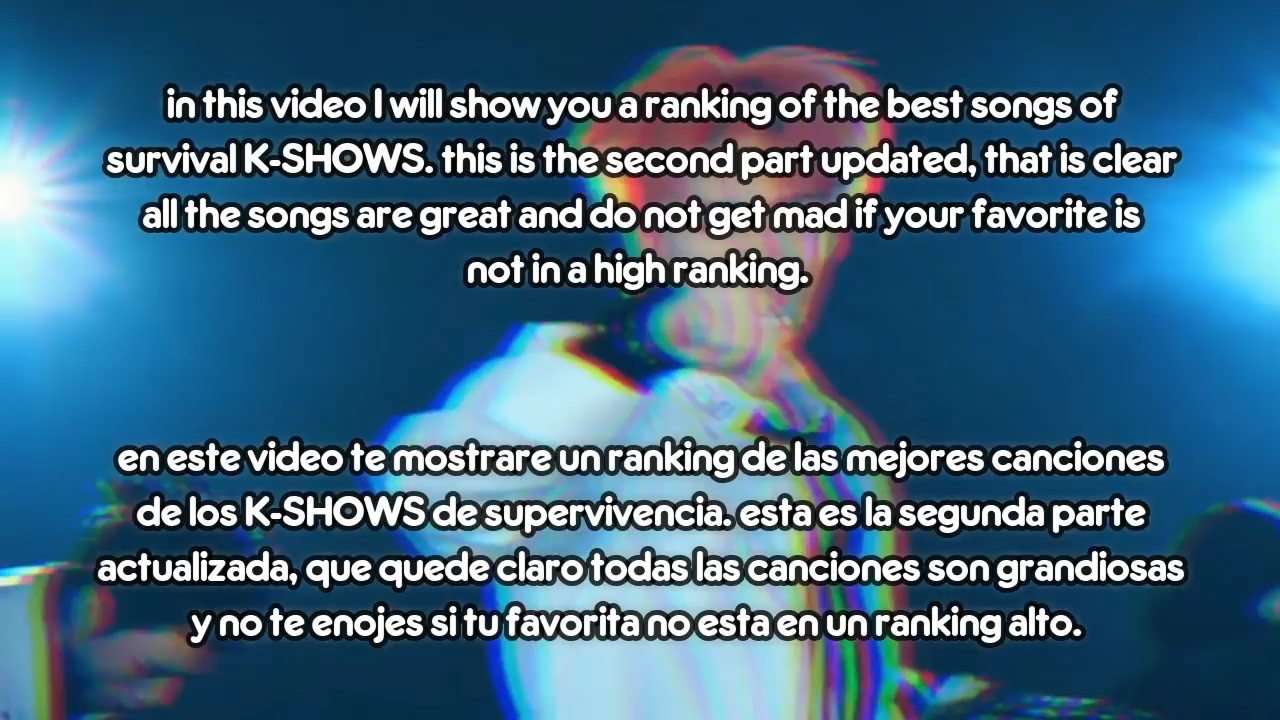 in this video I will show you a ranking of the best songs of
survival K-SHOWS. this is the second part updated, that is clear
all the songs are great and do not get mad if your favorite is
not in a high ranking.
en este video te mostrare un ranking de las mejores canciones
de los K-SHOWS de supervivencia. esta es la segunda parte
actualizada, que quede claro todas las canciones son grandiosas
y no te enojes si tu favorita no esta en un ranking alto.